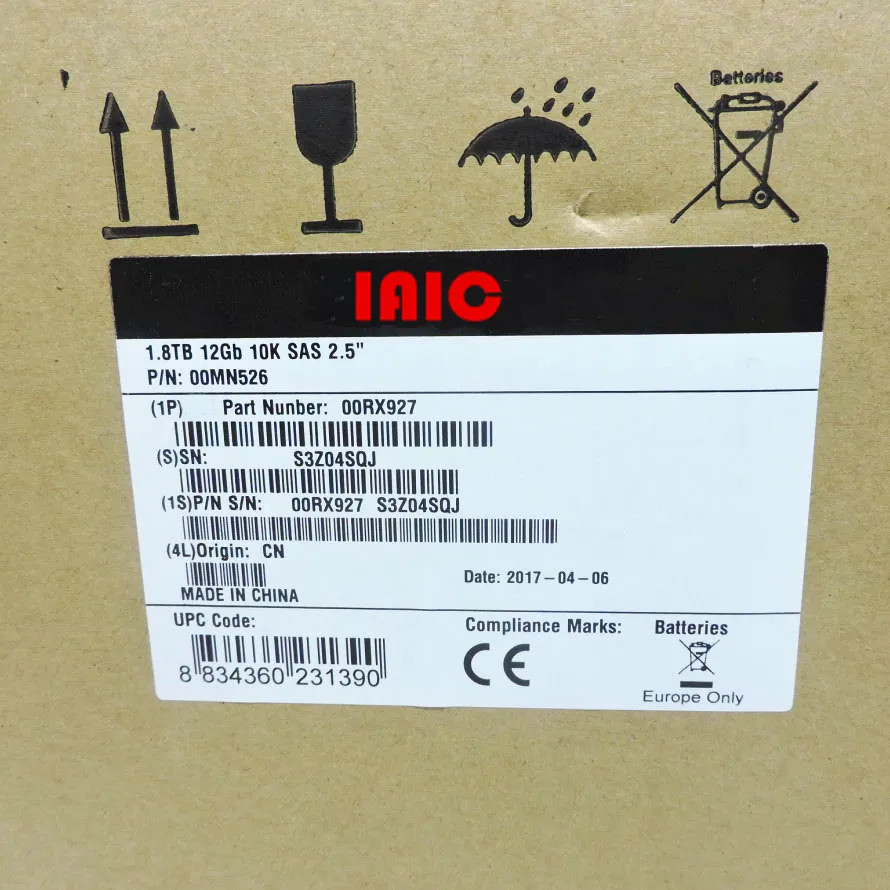 Batteries
IAIC
1.8TB 12Gb 10K SAS 2.5"
P/N: 00MN526
(1P) Part Number: 00RX927
(S)SN: S3Z04SQJ
(1S)P/N S/N: 00RX927 S3Z04SQJ
(4L)Origin: CN
Date: 2017-04-06
MADE IN CHINA
UPC Code:
8 834360 231390
Compliance Marks:
CE
Batteries
Europe Only